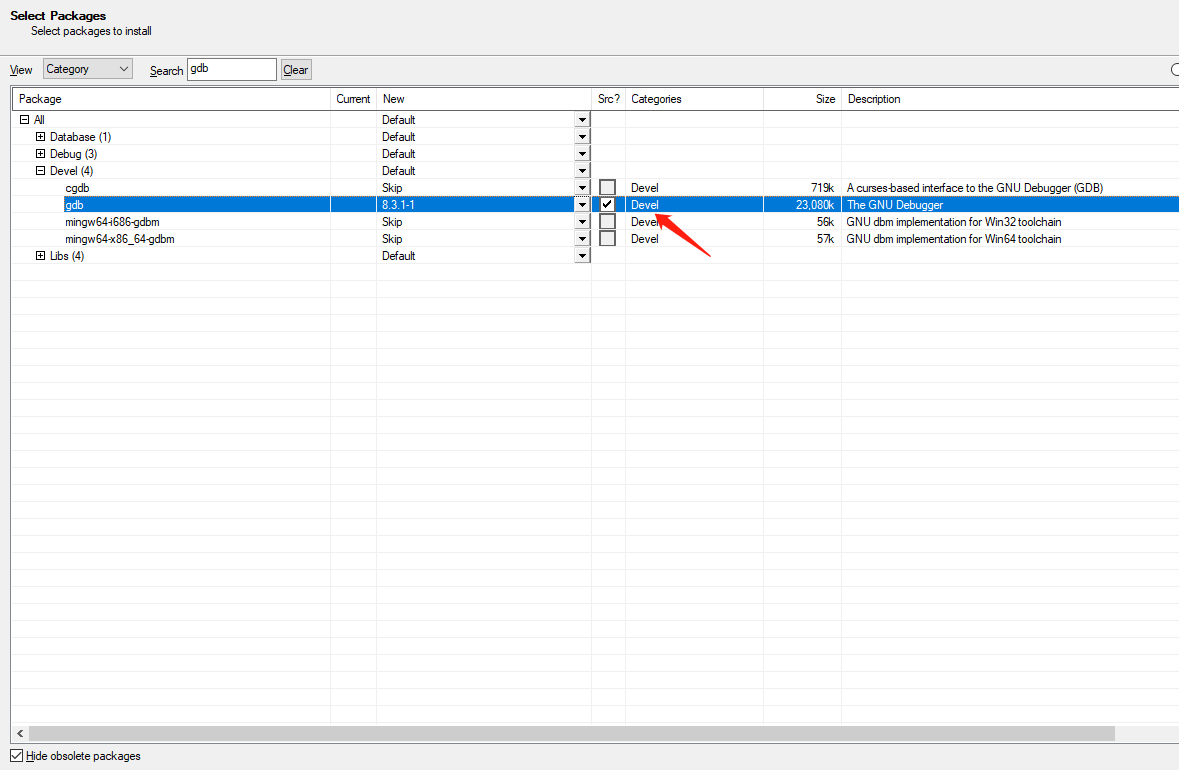 Select Packages
Select packages to install
View Category Search gdb Clear
Package Current New Src? Categories Size Description
All Default
Database (1) Default
Debug (3) Default
Devel (4) Default
cgdb Skip Devel 719k A curses-based interface to the GNU Debugger (GDB)
gdb 8.3.1-1 Devel 23,080k The GNU Debugger
mingw64-i686-gdbm Skip Devel 56k GNU dbm implementation for Win32 toolchain
mingw64-x86_64-gdbm Skip Devel 57k GNU dbm implementation for Win64 toolchain
Libs (4) Default
Hide obsolete packages